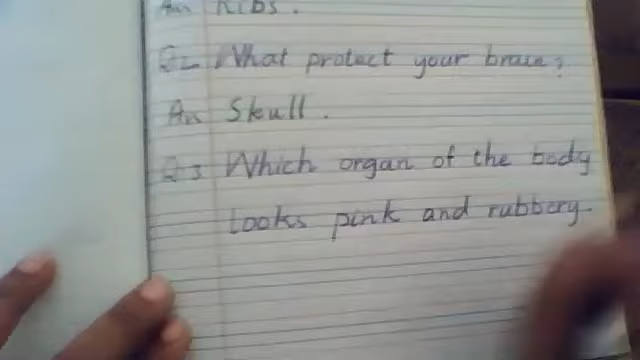 An Ribs.
Q2 What protect your brain?
An Skull.
Q3 Which organ of the body
looks pink and rubbery.